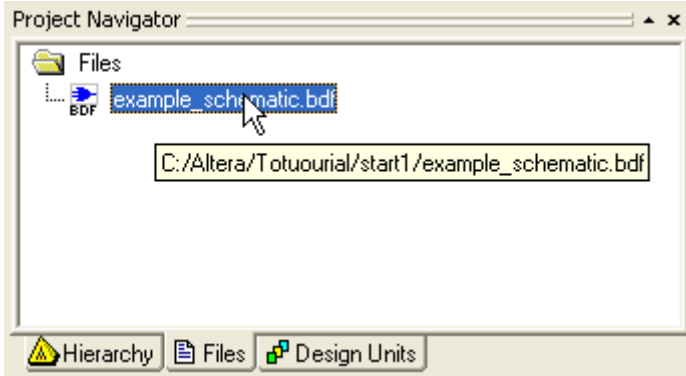 Project Navigator
Files
BDF example_schematic.bdf
C:/Altera/Totuourial/start1/example_schematic.bdf
Hierarchy Files Design Units